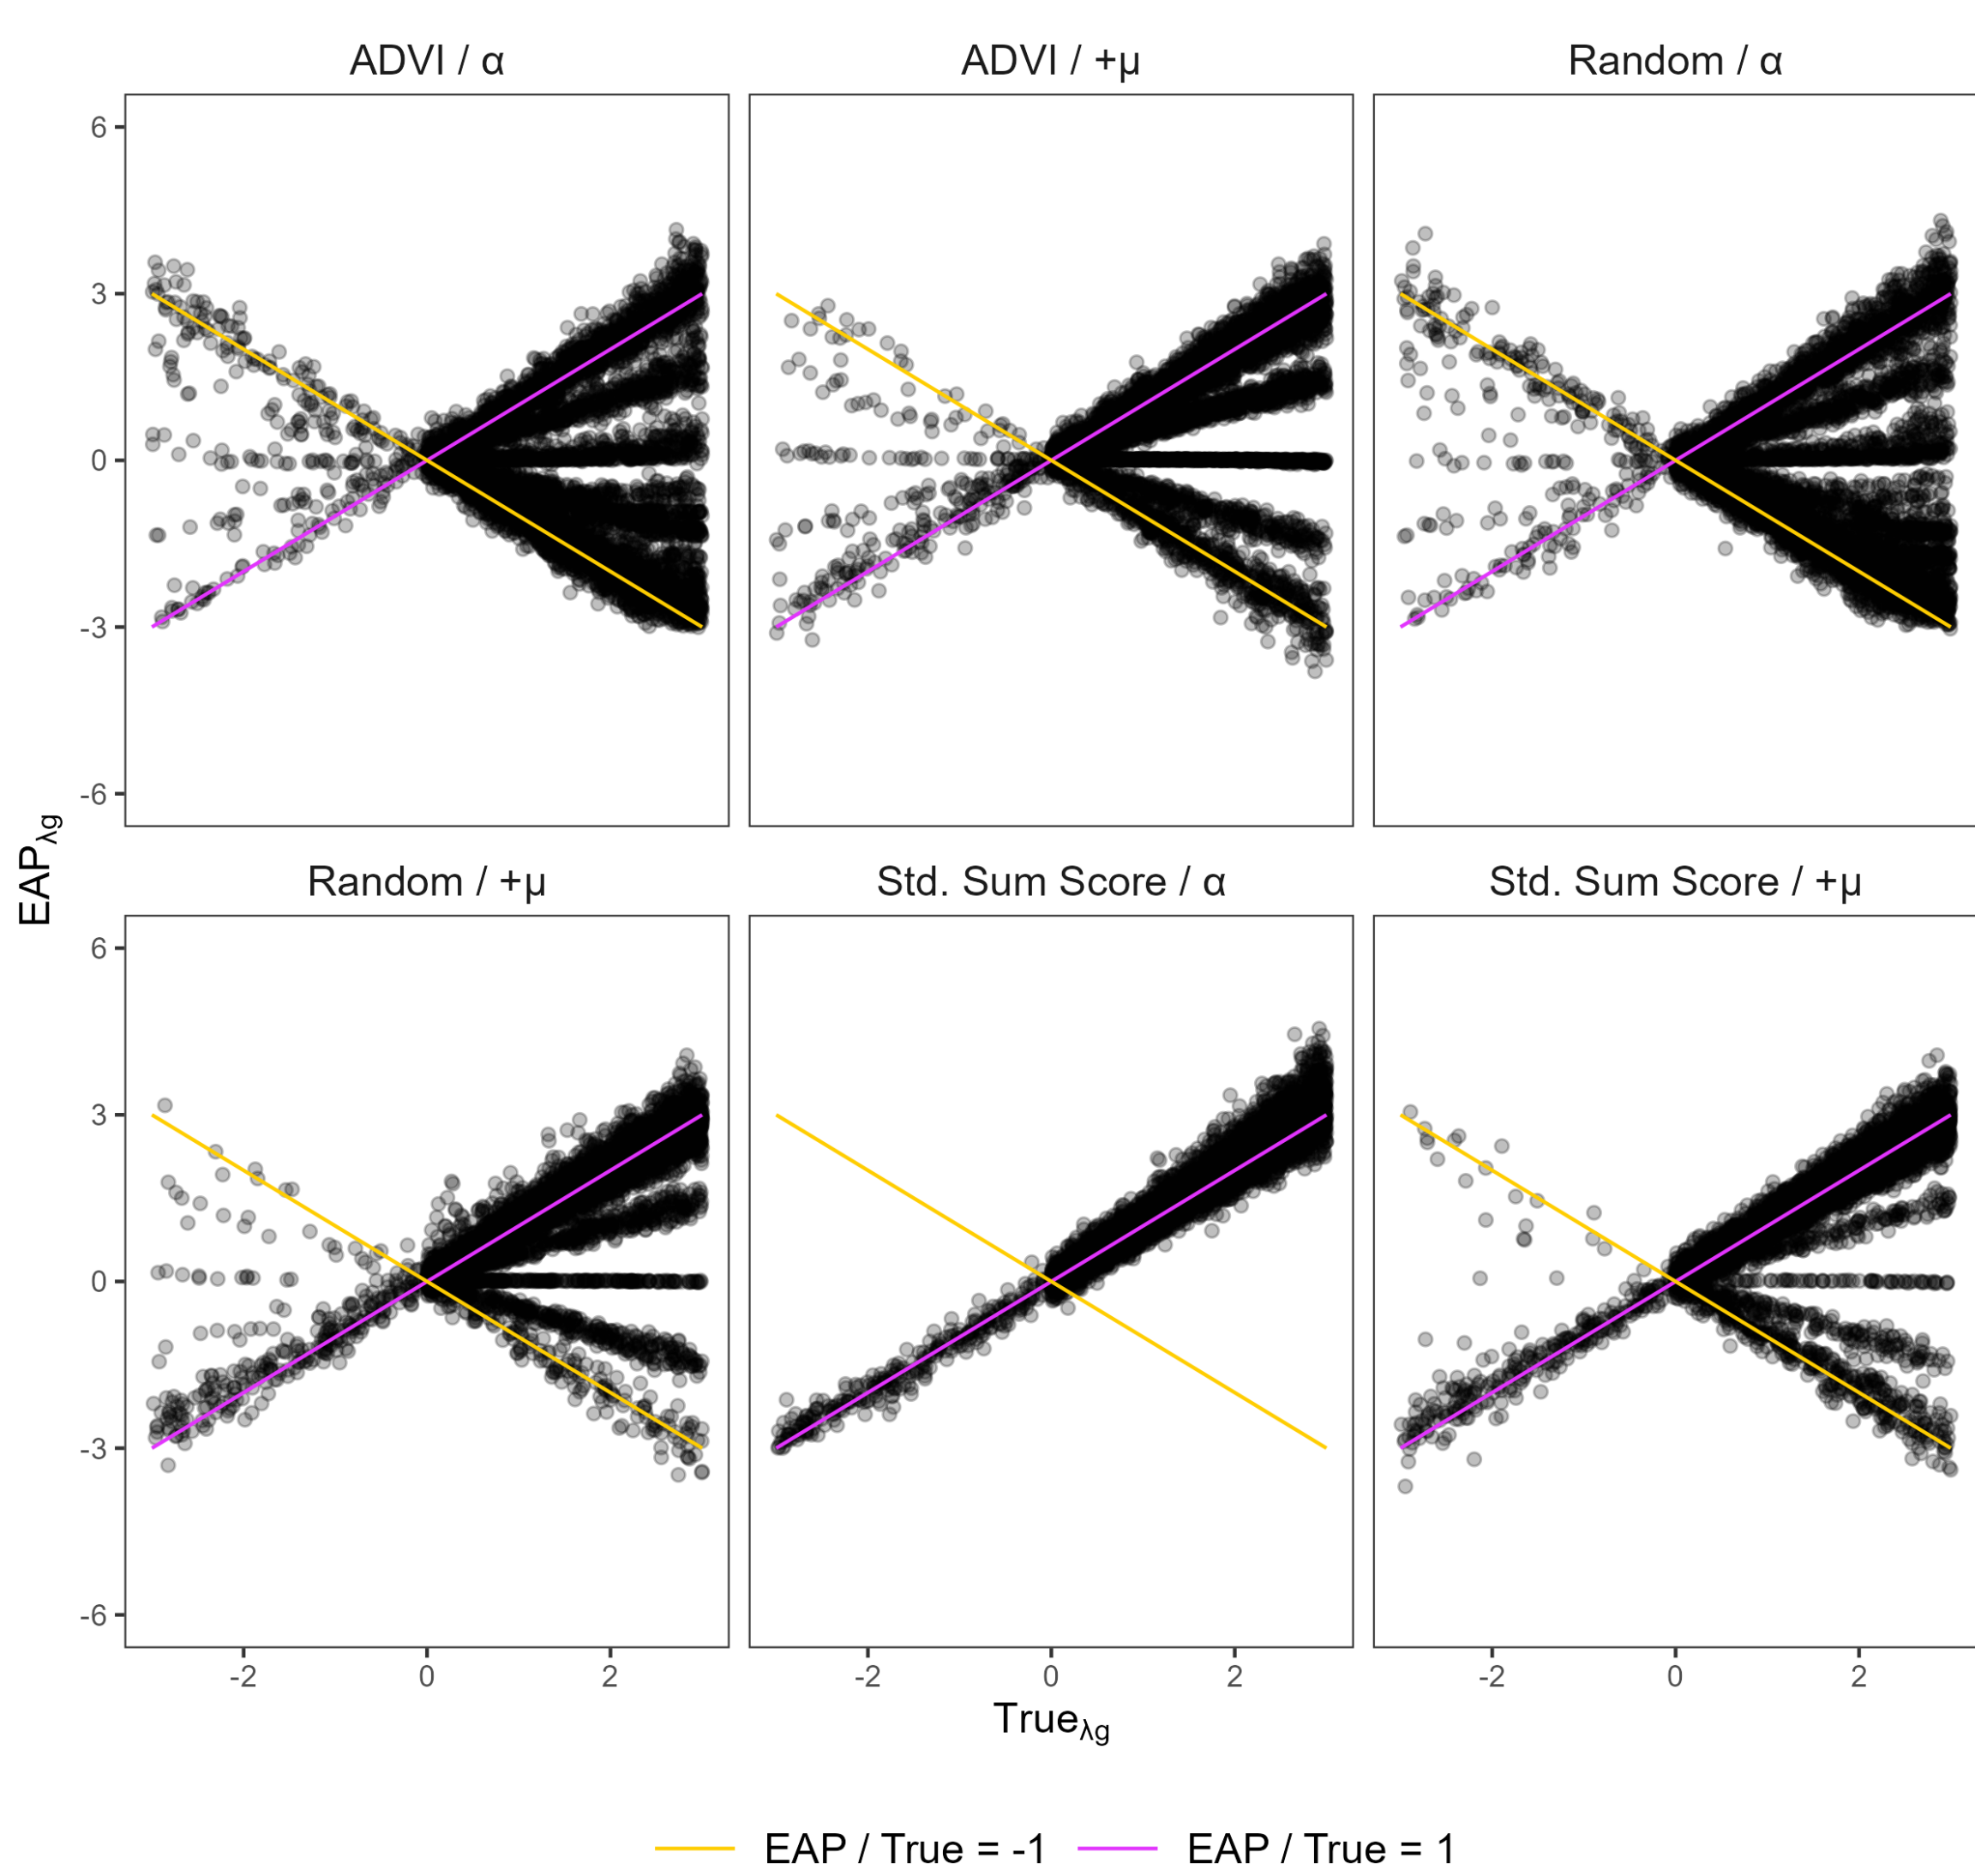 ADVI / α
ADVI / +μ
Random / α
6
3
0
-3
-6
EAPλg
Random / +μ
Std. Sum Score / α
Std. Sum Score / +μ
6
3
0
-3
-6
-2 0 2
-2 0 2
-2 0 2
Trueλg
EAP / True = -1
EAP / True = 1